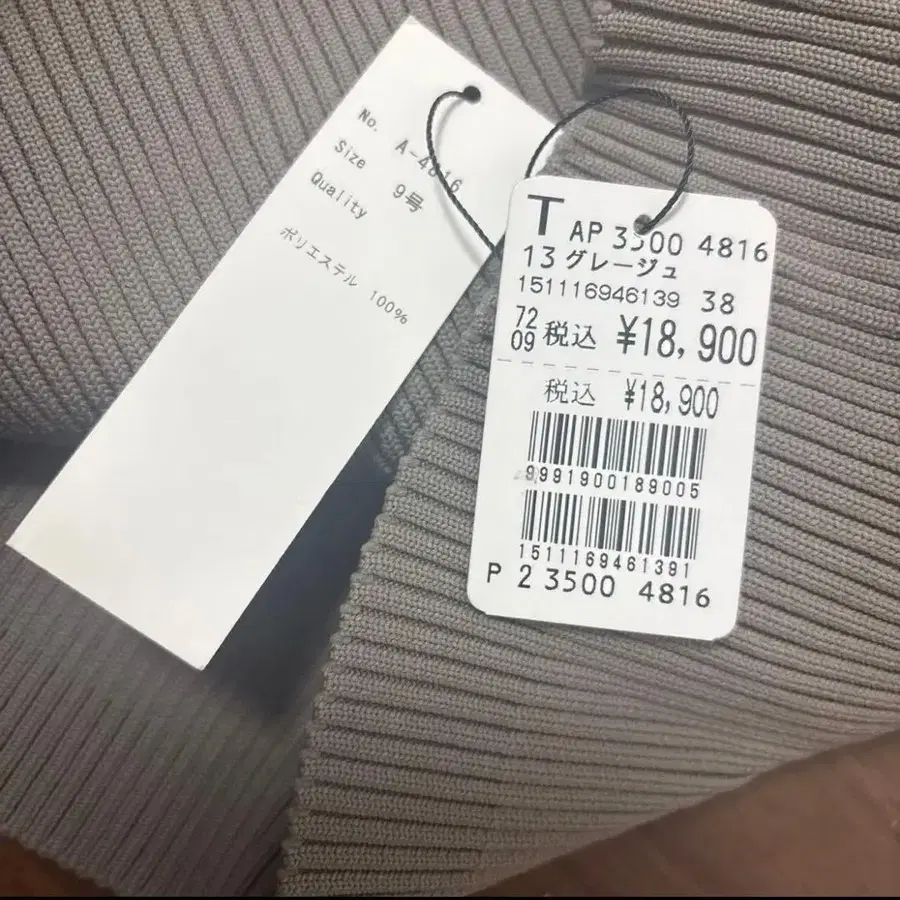 No. A-4816
Size 9号
Quality
ポリエステル 100%
T AP 3500 4816
13 グレージュ
151116946139 38
72
09 税込 ¥18,900
税込 ¥18,900
9991900189005
1511169461391
P 2 3500 4816